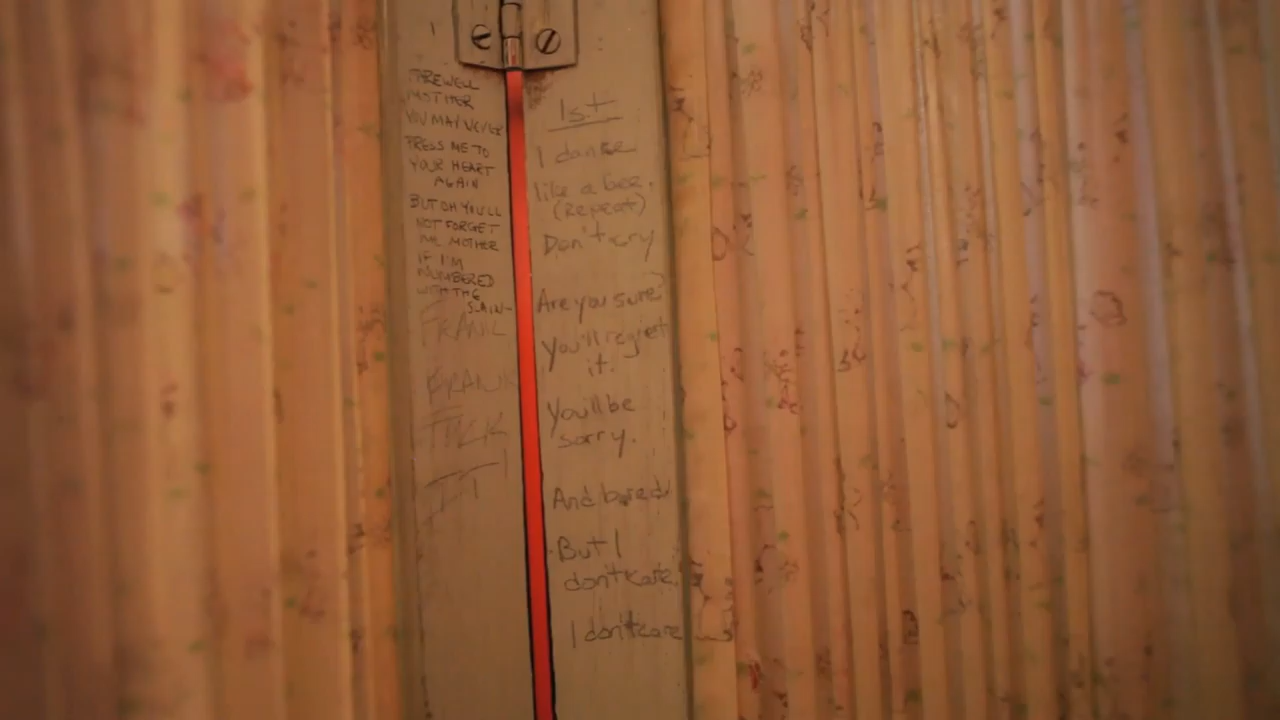 FAREWELL
MOTHER
YOU MAY NEVER
PRESS ME TO
YOUR HEART
AGAIN
BUT OH YOU'LL
NOT FORGET
ME MOTHER
IF I'M
NUMBERED
WITH THE
SLAIN-
FRANK
FRANK
1st
I dance
like a bee.
(repeat)
Don't cry
Are you sure?
You'll regret
it.
You'll be
sorry.
And bored
But I
don't care.
I don't care